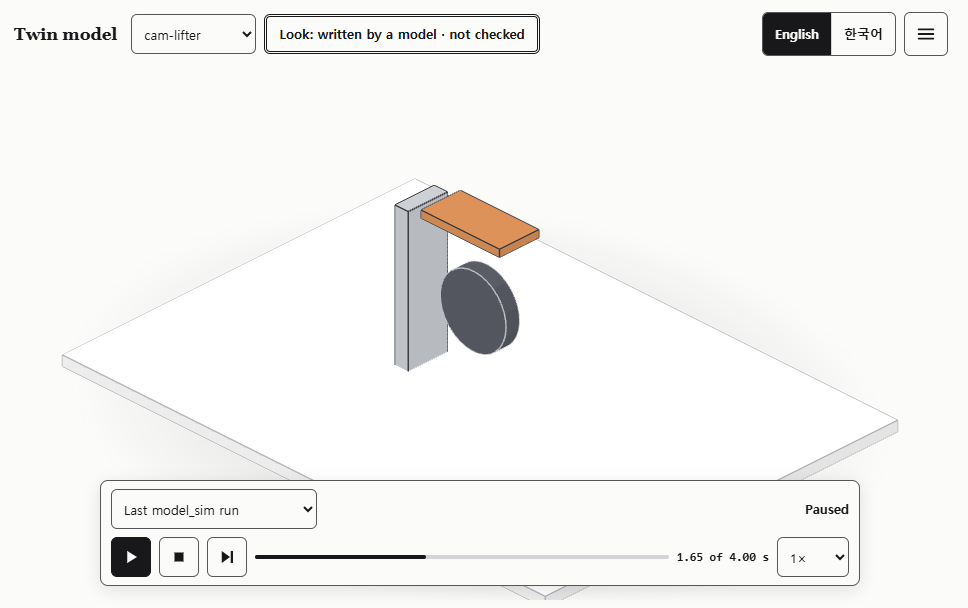 Twin model
cam-lifter
Look: written by a model · not checked
English
한국어
Last model_sim run
Paused
1.65 of 4.00 s
1×